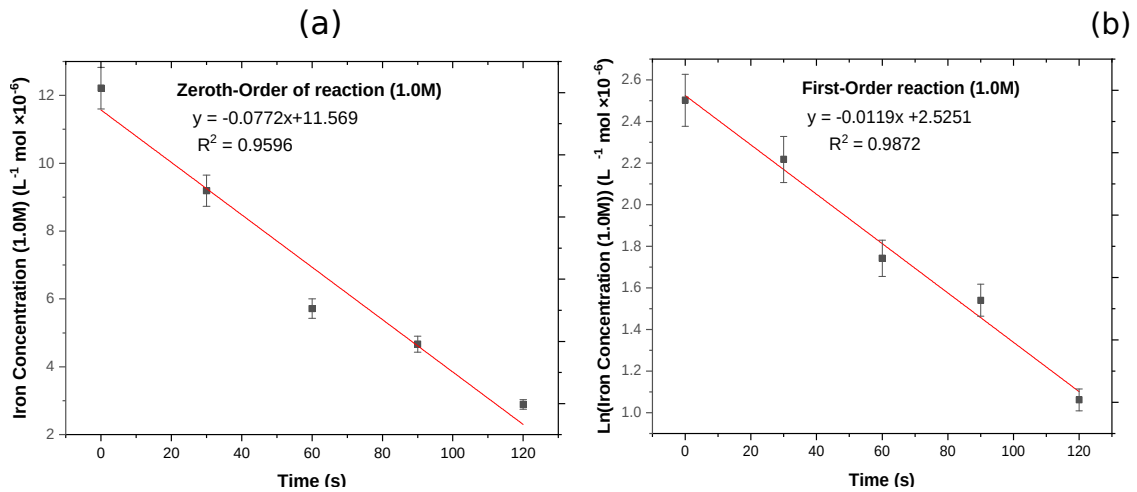 (a)
Zeroth-Order of reaction (1.0M)
y = -0.0772x+11.569
R² = 0.9596
Iron Concentration (1.0M) (L⁻¹ mol ×10⁻⁶)
12
10
8
6
4
2
0 20 40 60 80 100 120
Time (s)
(b)
First-Order reaction (1.0M)
y = -0.0119x +2.5251
R² = 0.9872
Ln(Iron Concentration (1.0M)) (L ⁻¹ mol ×10⁻⁶)
2.6
2.4
2.2
2.0
1.8
1.6
1.4
1.2
1.0
0 20 40 60 80 100 120
Time (s)